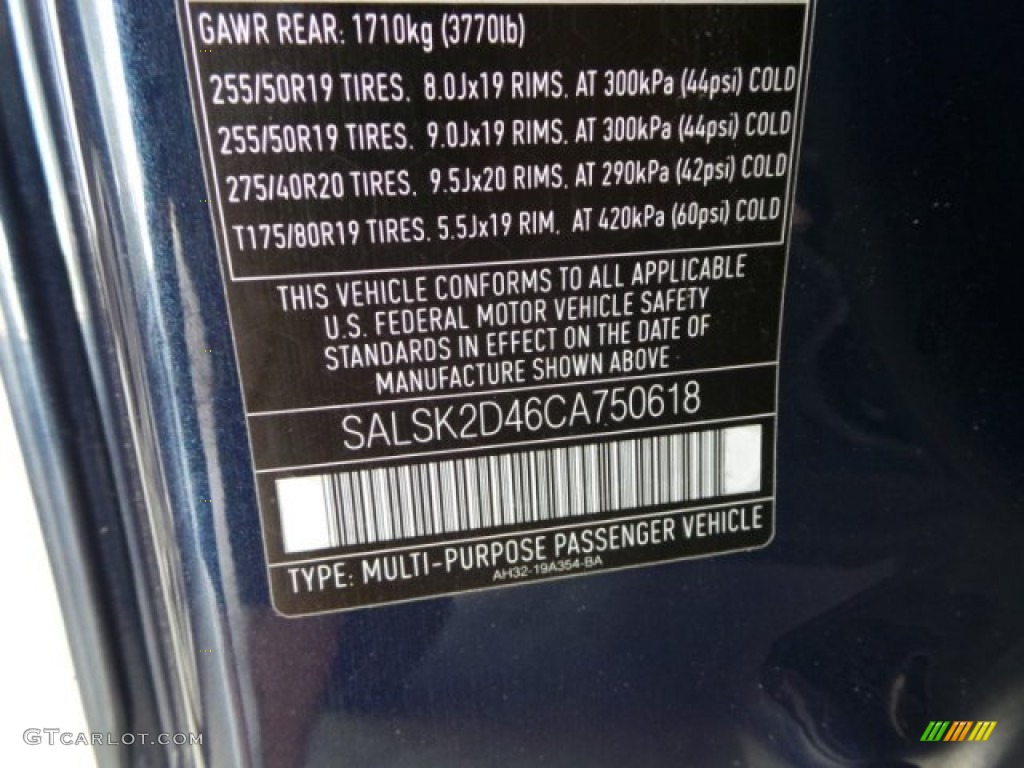 GAWR REAR: 1710kg (3770lb)
255/50R19 TIRES. 8.0Jx19 RIMS. AT 300kPa (44psi) COLD
255/50R19 TIRES. 9.0Jx19 RIMS. AT 300kPa (44psi) COLD
275/40R20 TIRES. 9.5Jx20 RIMS. AT 290kPa (42psi) COLD
T175/80R19 TIRES. 5.5Jx19 RIM. AT 420kPa (60psi) COLD
THIS VEHICLE CONFORMS TO ALL APPLICABLE
U.S. FEDERAL MOTOR VEHICLE SAFETY
STANDARDS IN EFFECT ON THE DATE OF
MANUFACTURE SHOWN ABOVE
SALSK2D46CA750618
TYPE: MULTI-PURPOSE PASSENGER VEHICLE
AH32-19A354-BA
GTCARLOT.COM